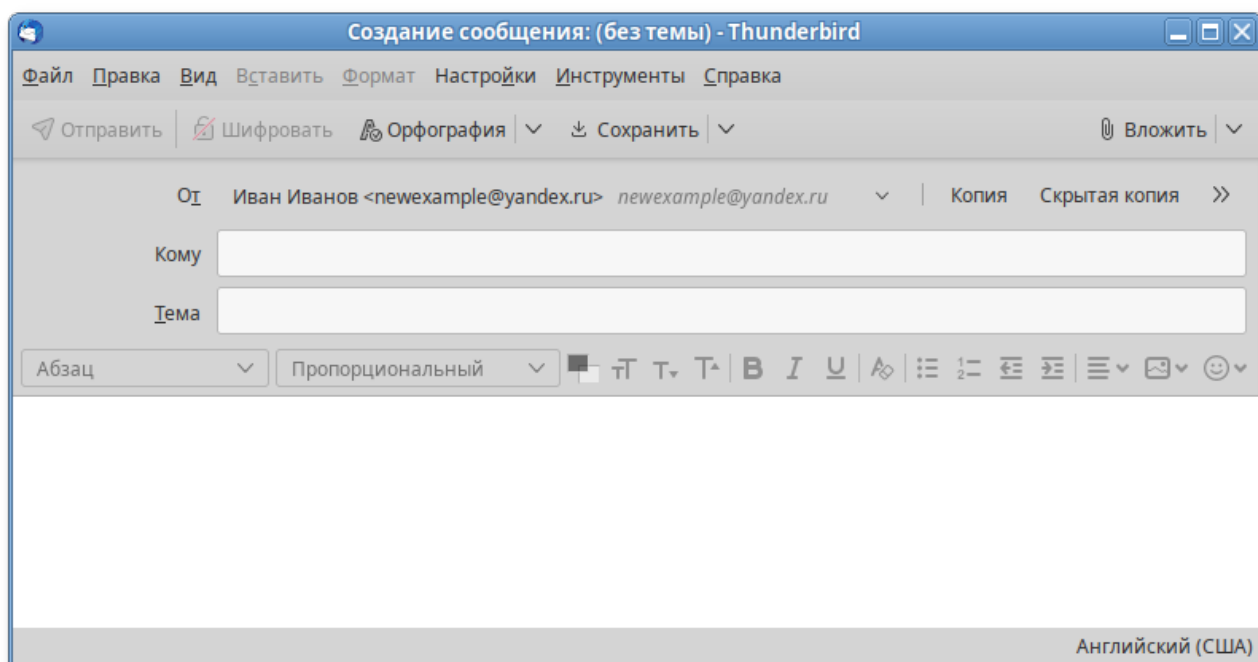 Создание сообщения: (без темы) - Thunderbird
Файл Правка Вид Вставить Формат Настройки Инструменты Справка
Отправить Шифровать Орфография Сохранить Вложить
От Иван Иванов <newexample@yandex.ru> newexample@yandex.ru Копия Скрытая копия
Кому
Тема
Абзац Пропорциональный
Английский (США)